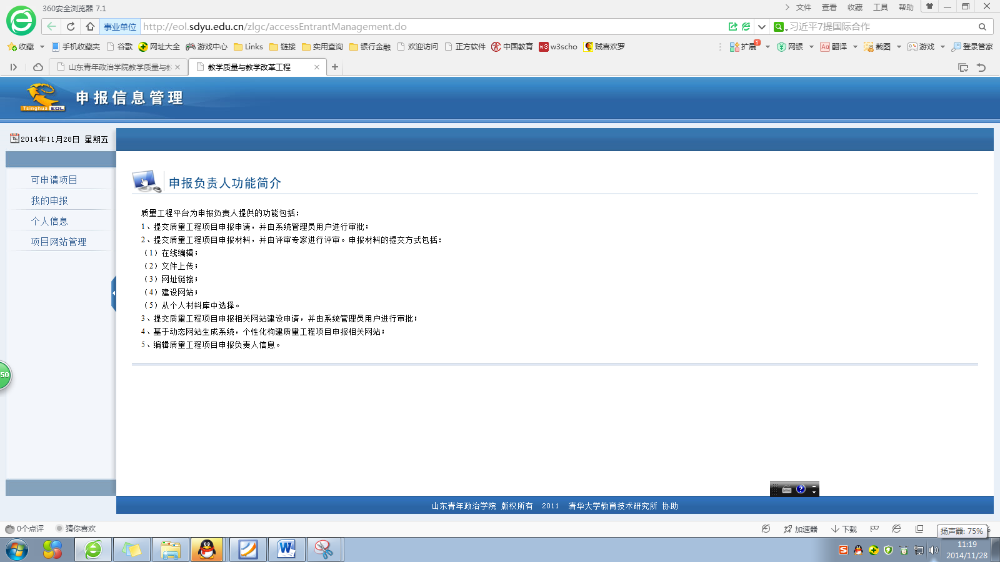 360安全浏览器 7.1
文件 查看 收藏 工具 帮助
事业单位 http://eol.sdyu.edu.cn/zlgc/accessEntrantManagement.do
习近平7提国际合作
收藏 手机收藏夹 谷歌 网址大全 游戏中心 Links 链接 实用查询 银行金融 欢迎访问 正方软件 中国教育 w3 w3scho 贼喜欢罗
扩展 1 网银 Aa 翻译 截图 游戏 登录管家
山东青年政治学院教学质量与
教学质量与教学改革工程
Tsinghua EOL
申报信息管理
15 2014年11月28日 星期五
可申请项目
我的申报
个人信息
项目网站管理
申报负责人功能简介
质量工程平台为申报负责人提供的功能包括：
1、提交质量工程项目申报申请，并由系统管理员用户进行审批；
2、提交质量工程项目申报材料，并由评审专家进行评审。申报材料的提交方式包括：
（1）在线编辑；
（2）文件上传；
（3）网址链接；
（4）建设网站；
（5）从个人材料库中选择。
3、提交质量工程项目申报相关网站建设申请，并由系统管理员用户进行审批；
4、基于动态网站生成系统，个性化构建质量工程项目申报相关网站；
5、编辑质量工程项目申报负责人信息。
50
山东青年政治学院 版权所有 2011 清华大学教育技术研究所 协助
0个点评 猜你喜欢
加速器 下载
扬声器: 75%
11:19
2014/11/28